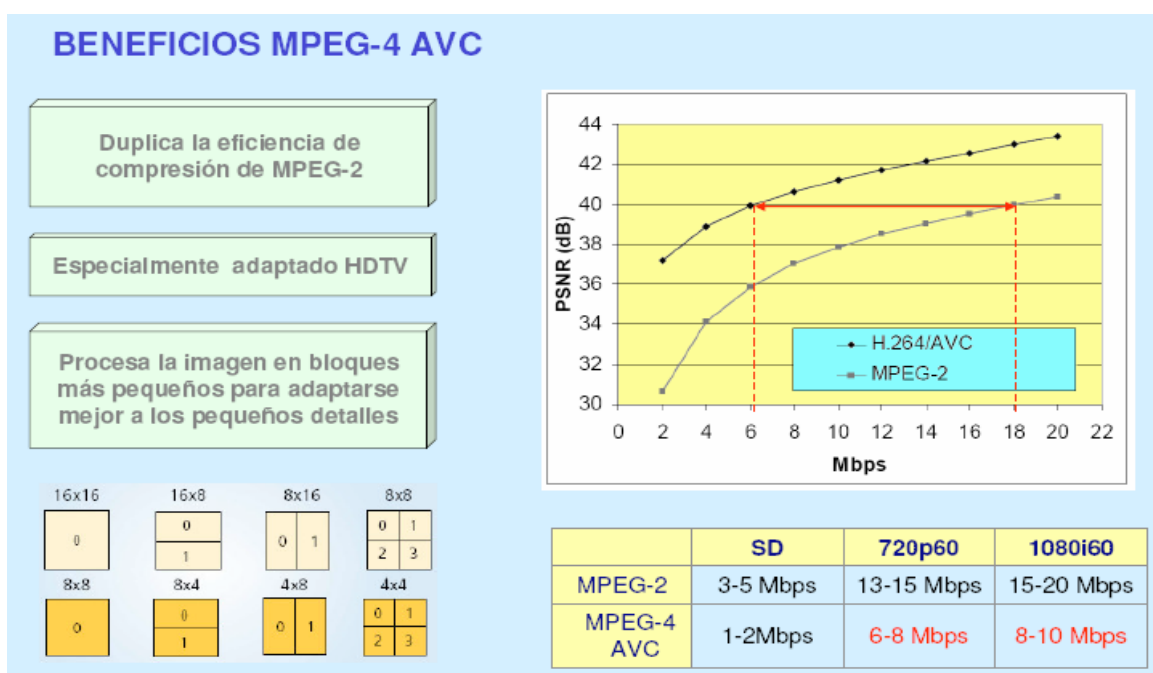 BENEFICIOS MPEG-4 AVC
Duplica la eficiencia de
compresión de MPEG-2
Especialmente adaptado HDTV
Procesa la imagen en bloques
más pequeños para adaptarse
mejor a los pequeños detalles
16x16 16x8 8x16 8x8
0
0
1
0 1
0 1
2 3
8x8 8x4 4x8 4x4
0
0
1
0 1
0 1
2 3
PSNR (dB)
44
42
40
38
36
34
32
30
H.264/AVC
MPEG-2
0 2 4 6 8 10 12 14 16 18 20 22
Mbps
SD 720p60 1080i60
MPEG-2 3-5 Mbps 13-15 Mbps 15-20 Mbps
MPEG-4
AVC 1-2Mbps 6-8 Mbps 8-10 Mbps